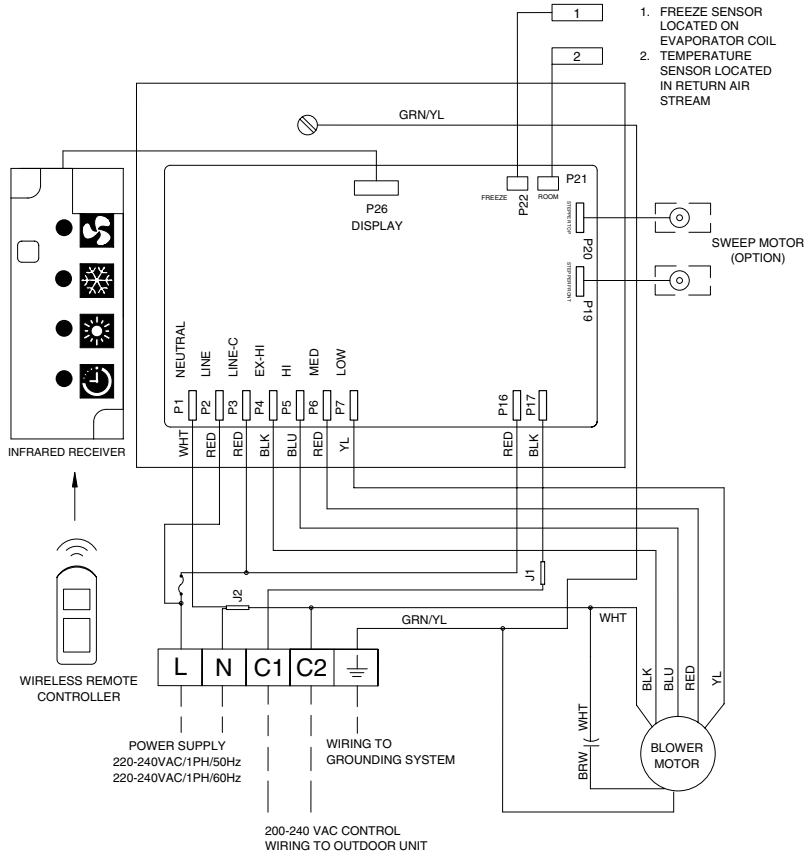 1
2
1. FREEZE SENSOR
LOCATED ON
EVAPORATOR COIL
2. TEMPERATURE
SENSOR LOCATED
IN RETURN AIR
STREAM
GRN/YL
P26
DISPLAY
FREEZE
P22
ROOM
P21
STEPPER TOP
P20
STEPPER FRONT
P19
SWEEP MOTOR
(OPTION)
NEUTRAL
LINE
LINE-C
EX-HI
HI
MED
LOW
P1
P2
P3
P4
P5
P6
P7
P16
P17
WHT
RED
RED
BLK
BLU
RED
YL
RED
BLK
INFRARED RECEIVER
WIRELESS REMOTE
CONTROLLER
J2
J1
GRN/YL
WHT
L
N
C1
C2
BLK
BLU
RED
YL
WHT
BRW
BLOWER
MOTOR
POWER SUPPLY
220-240VAC/1PH/50Hz
220-240VAC/1PH/60Hz
WIRING TO
GROUNDING SYSTEM
200-240 VAC CONTROL
WIRING TO OUTDOOR UNIT